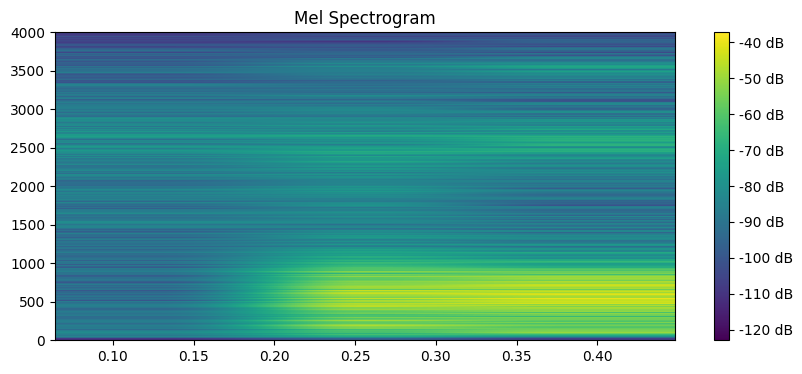 Mel Spectrogram
4000
3500
3000
2500
2000
1500
1000
500
0
0.10 0.15 0.20 0.25 0.30 0.35 0.40
-40 dB
-50 dB
-60 dB
-70 dB
-80 dB
-90 dB
-100 dB
-110 dB
-120 dB